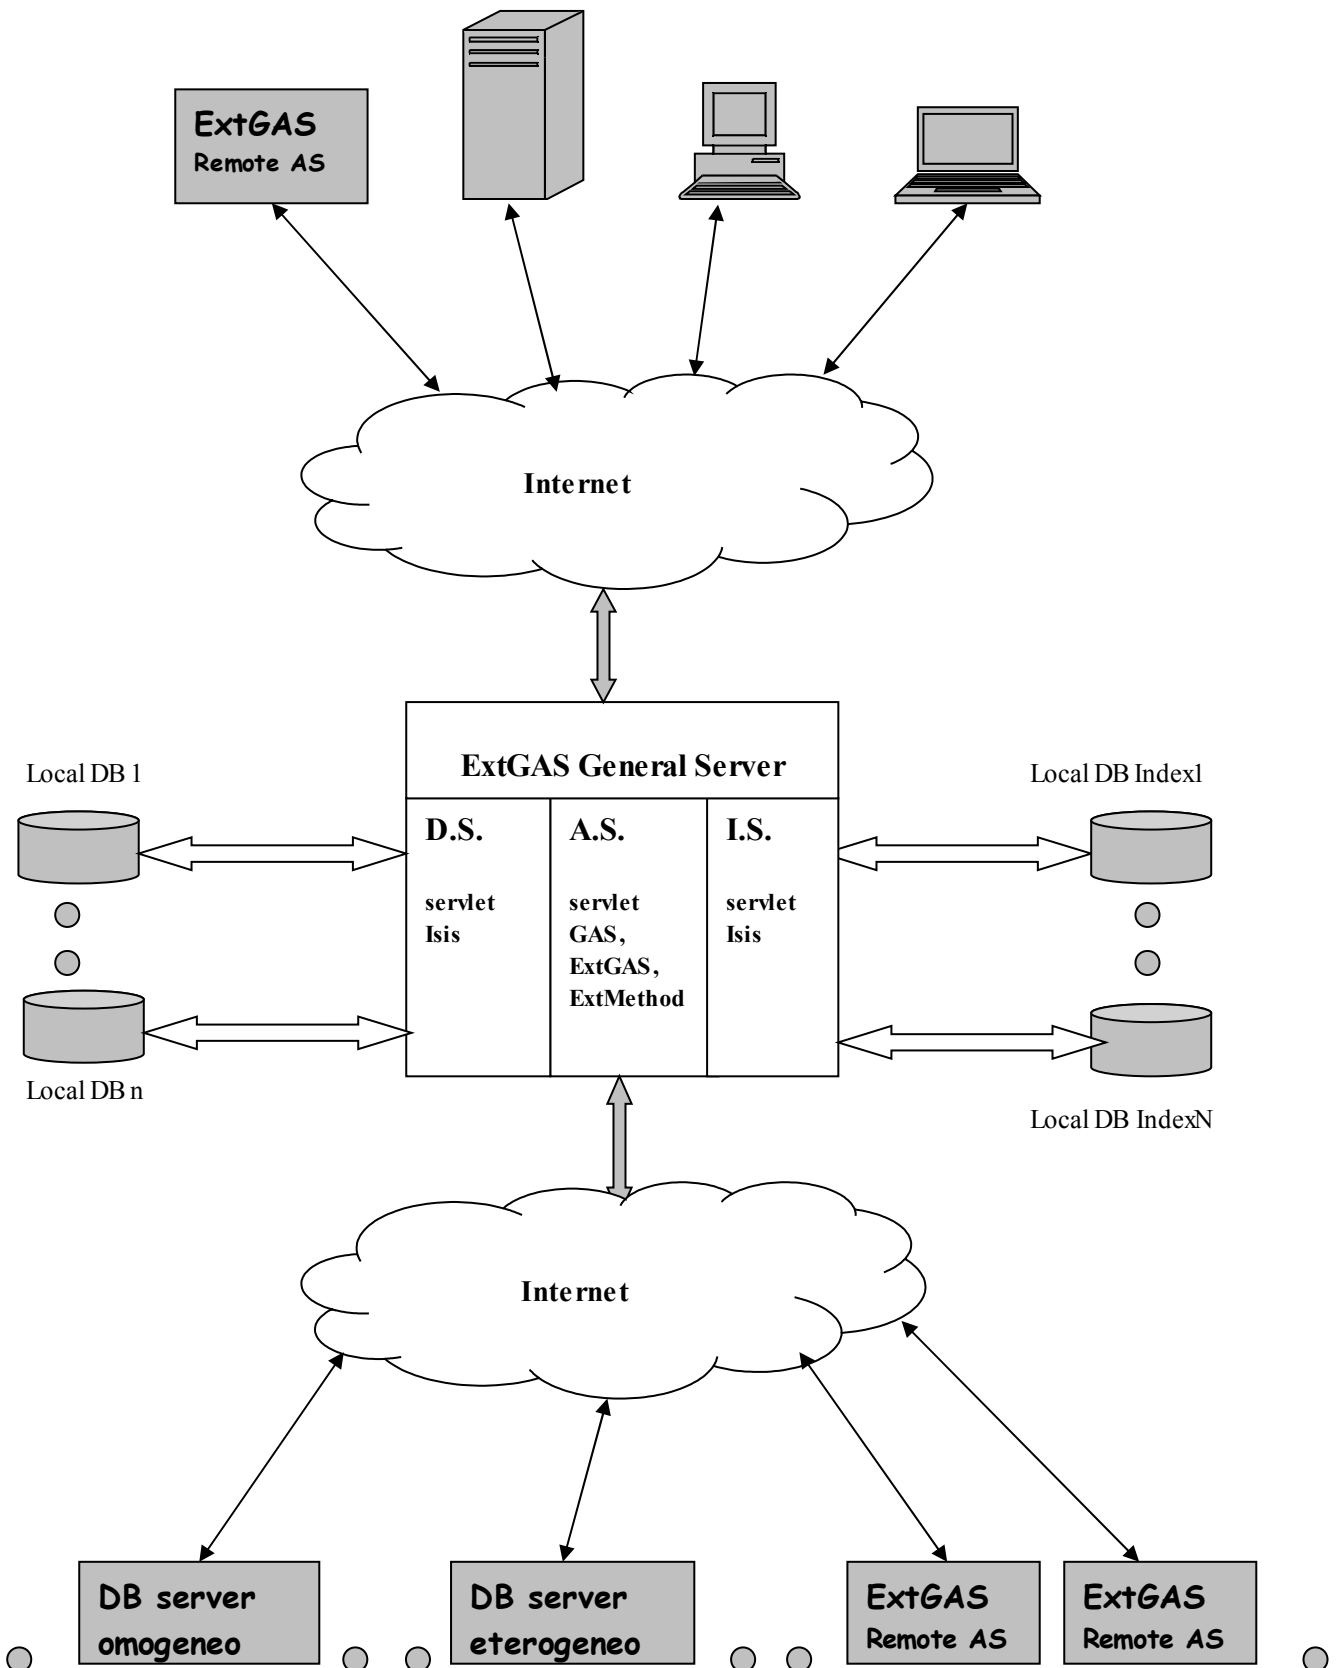 ExtGAS
Remote AS
Internet
ExtGAS General Server
Local DB 1
Local DB Index1
D.S.
A.S.
I.S.
servlet
Isis
servlet
GAS,
ExtGAS,
ExtMethod
servlet
Isis
Local DB n
Local DB IndexN
Internet
DB server
omogeneo
DB server
eterogeneo
ExtGAS
Remote AS
ExtGAS
Remote AS